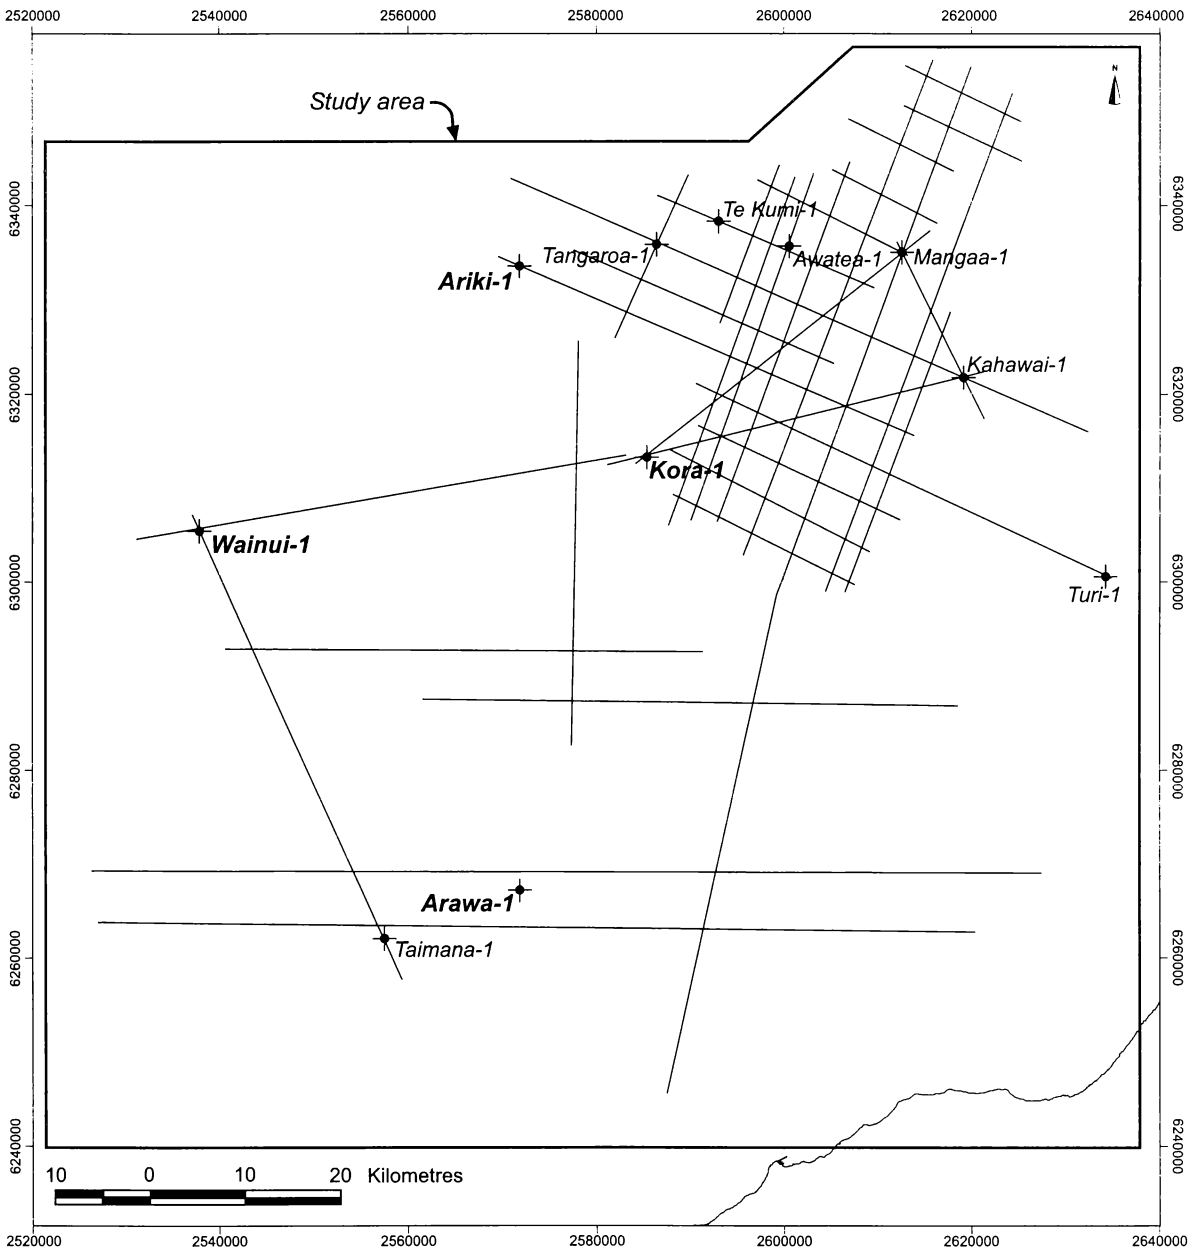 2520000 2540000 2560000 2580000 2600000 2620000 2640000
N
Study area
6340000 6340000
Te Kumi-1
Tangaroa-1 Awatea-1 Mangaa-1
Ariki-1
Kahawai-1
6320000 6320000
Kora-1
Wainui-1
6300000 6300000
Turi-1
6280000 6280000
Arawa-1
Taimana-1
6260000 6260000
6240000 6240000
10 0 10 20 Kilometres
2520000 2540000 2560000 2580000 2600000 2620000 2640000